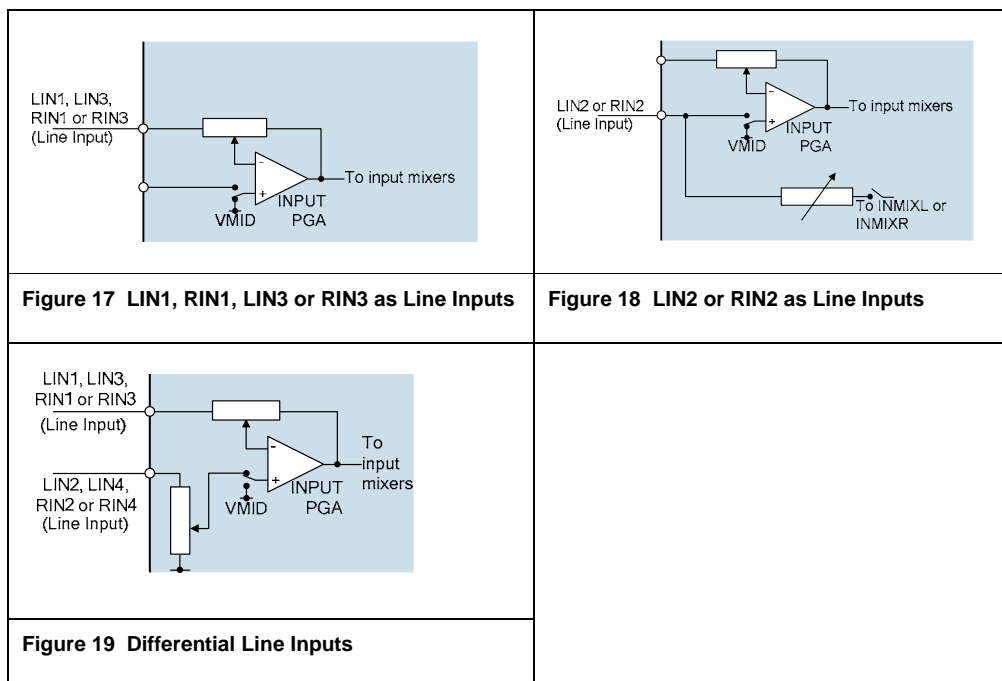 LIN1, LIN3,
RIN1 or RIN3
(Line Input)
-
+
To input mixers
INPUT
PGA
VMID
Figure 17 LIN1, RIN1, LIN3 or RIN3 as Line Inputs
LIN2 or RIN2
(Line Input)
-
+
To input mixers
INPUT
PGA
VMID
To INMIXL or
INMIXR
Figure 18 LIN2 or RIN2 as Line Inputs
LIN1, LIN3,
RIN1 or RIN3
(Line Input)
LIN2, LIN4,
RIN2 or RIN4
(Line Input)
-
+
To
input
mixers
INPUT
PGA
VMID
Figure 19 Differential Line Inputs